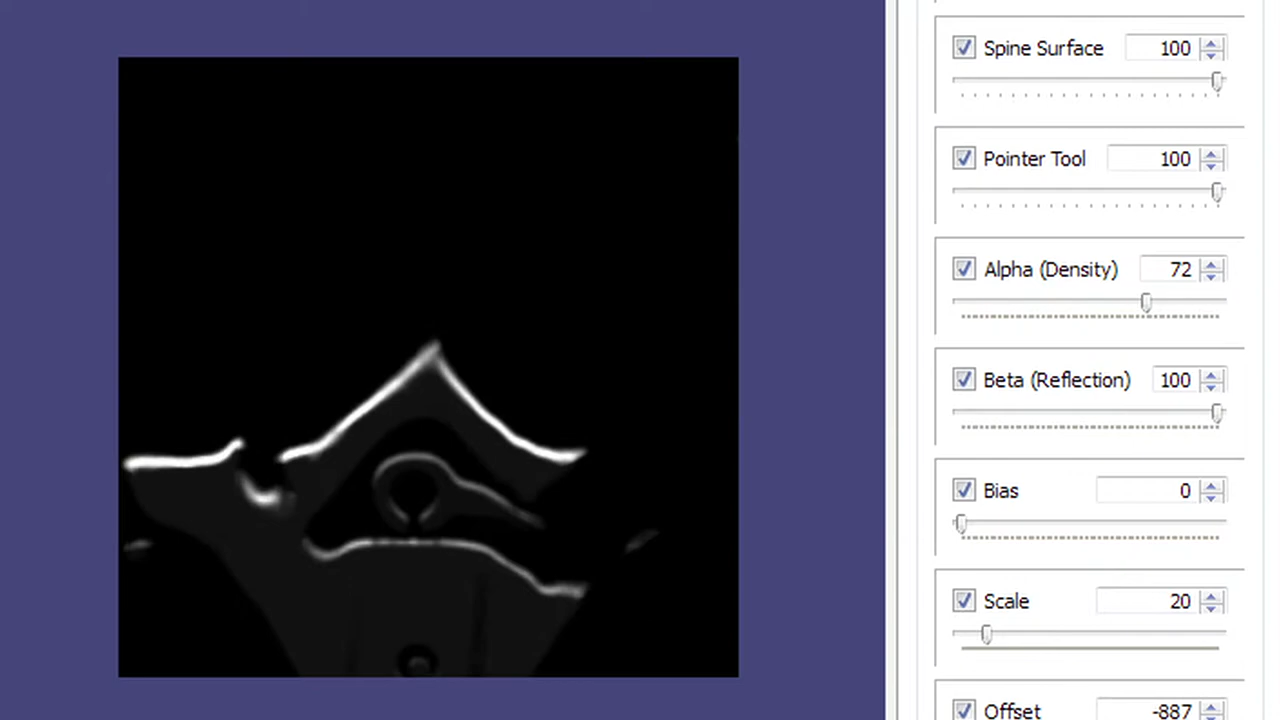 Spine Surface 100
Pointer Tool 100
Alpha (Density) 72
Beta (Reflection) 100
Bias 0
Scale 20
Offset -887